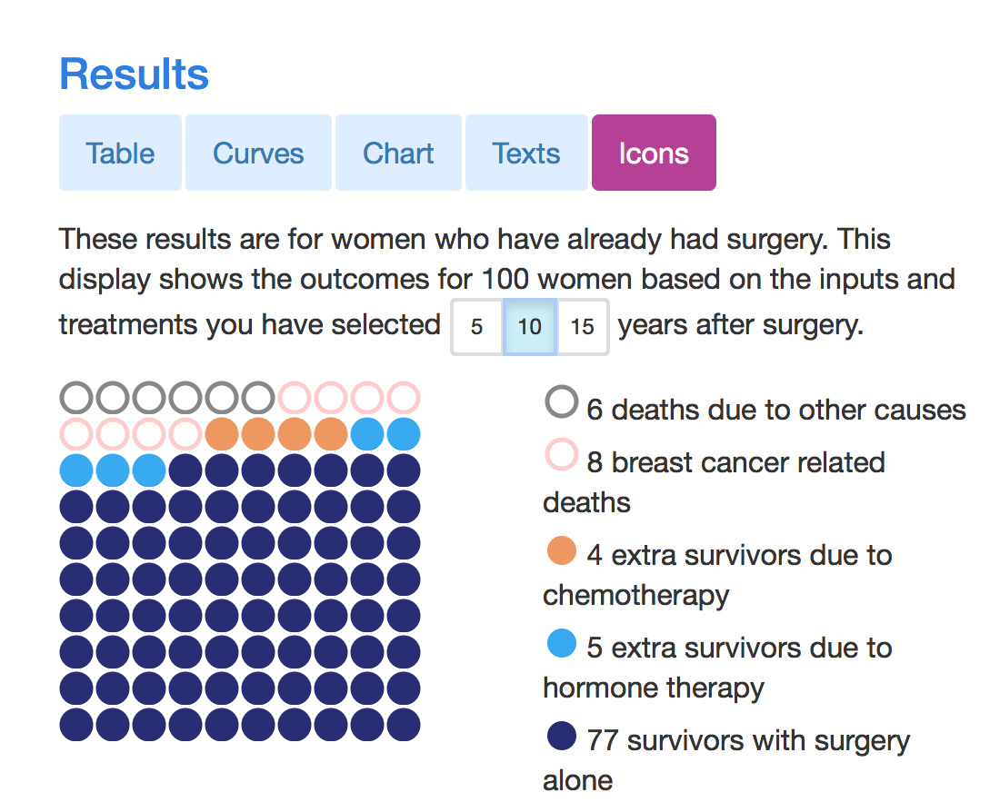 Results
Table Curves Chart Texts Icons
These results are for women who have already had surgery. This
display shows the outcomes for 100 women based on the inputs and
treatments you have selected 5 10 15 years after surgery.
6 deaths due to other causes
8 breast cancer related
deaths
4 extra survivors due to
chemotherapy
5 extra survivors due to
hormone therapy
77 survivors with surgery
alone